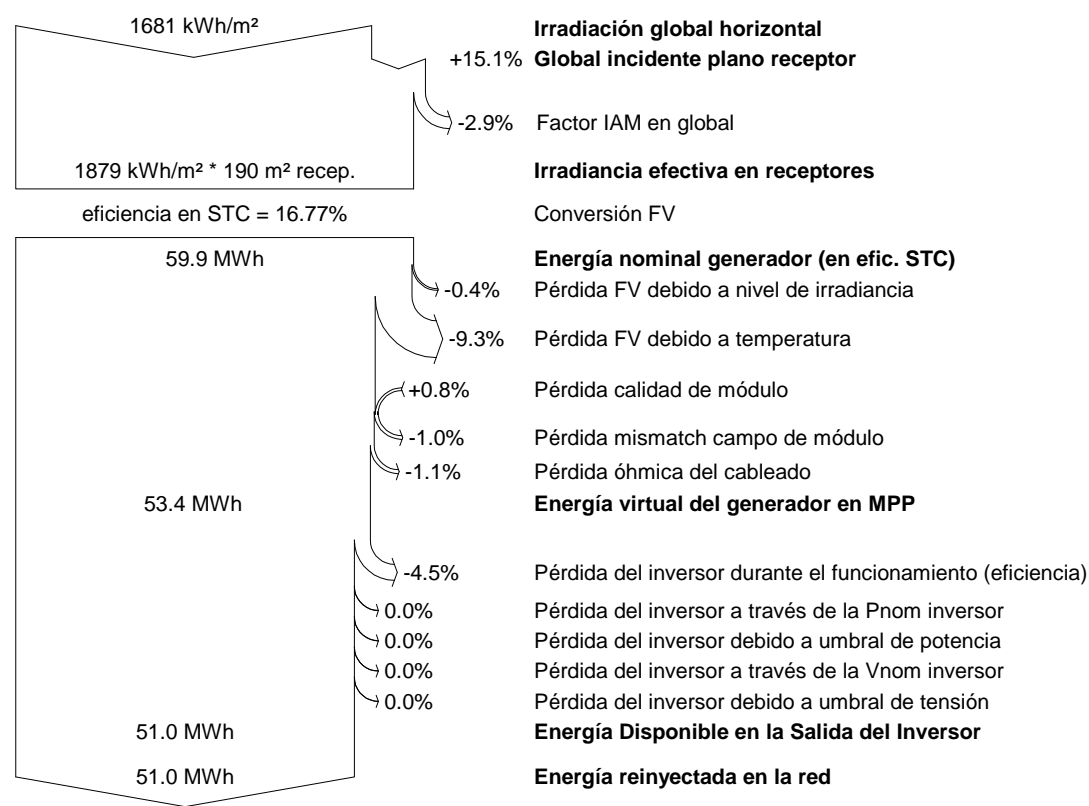 1681 kWh/m² Irradiación global horizontal
+15.1% Global incidente plano receptor
-2.9% Factor IAM en global
1879 kWh/m² * 190 m² recep. Irradiancia efectiva en receptores
eficiencia en STC = 16.77% Conversión FV
59.9 MWh Energía nominal generador (en efic. STC)
-0.4% Pérdida FV debido a nivel de irradiancia
-9.3% Pérdida FV debido a temperatura
+0.8% Pérdida calidad de módulo
-1.0% Pérdida mismatch campo de módulo
-1.1% Pérdida óhmica del cableado
53.4 MWh Energía virtual del generador en MPP
-4.5% Pérdida del inversor durante el funcionamiento (eficiencia)
0.0% Pérdida del inversor a través de la Pnom inversor
0.0% Pérdida del inversor debido a umbral de potencia
0.0% Pérdida del inversor a través de la Vnom inversor
0.0% Pérdida del inversor debido a umbral de tensión
51.0 MWh Energía Disponible en la Salida del Inversor
51.0 MWh Energía reinyectada en la red